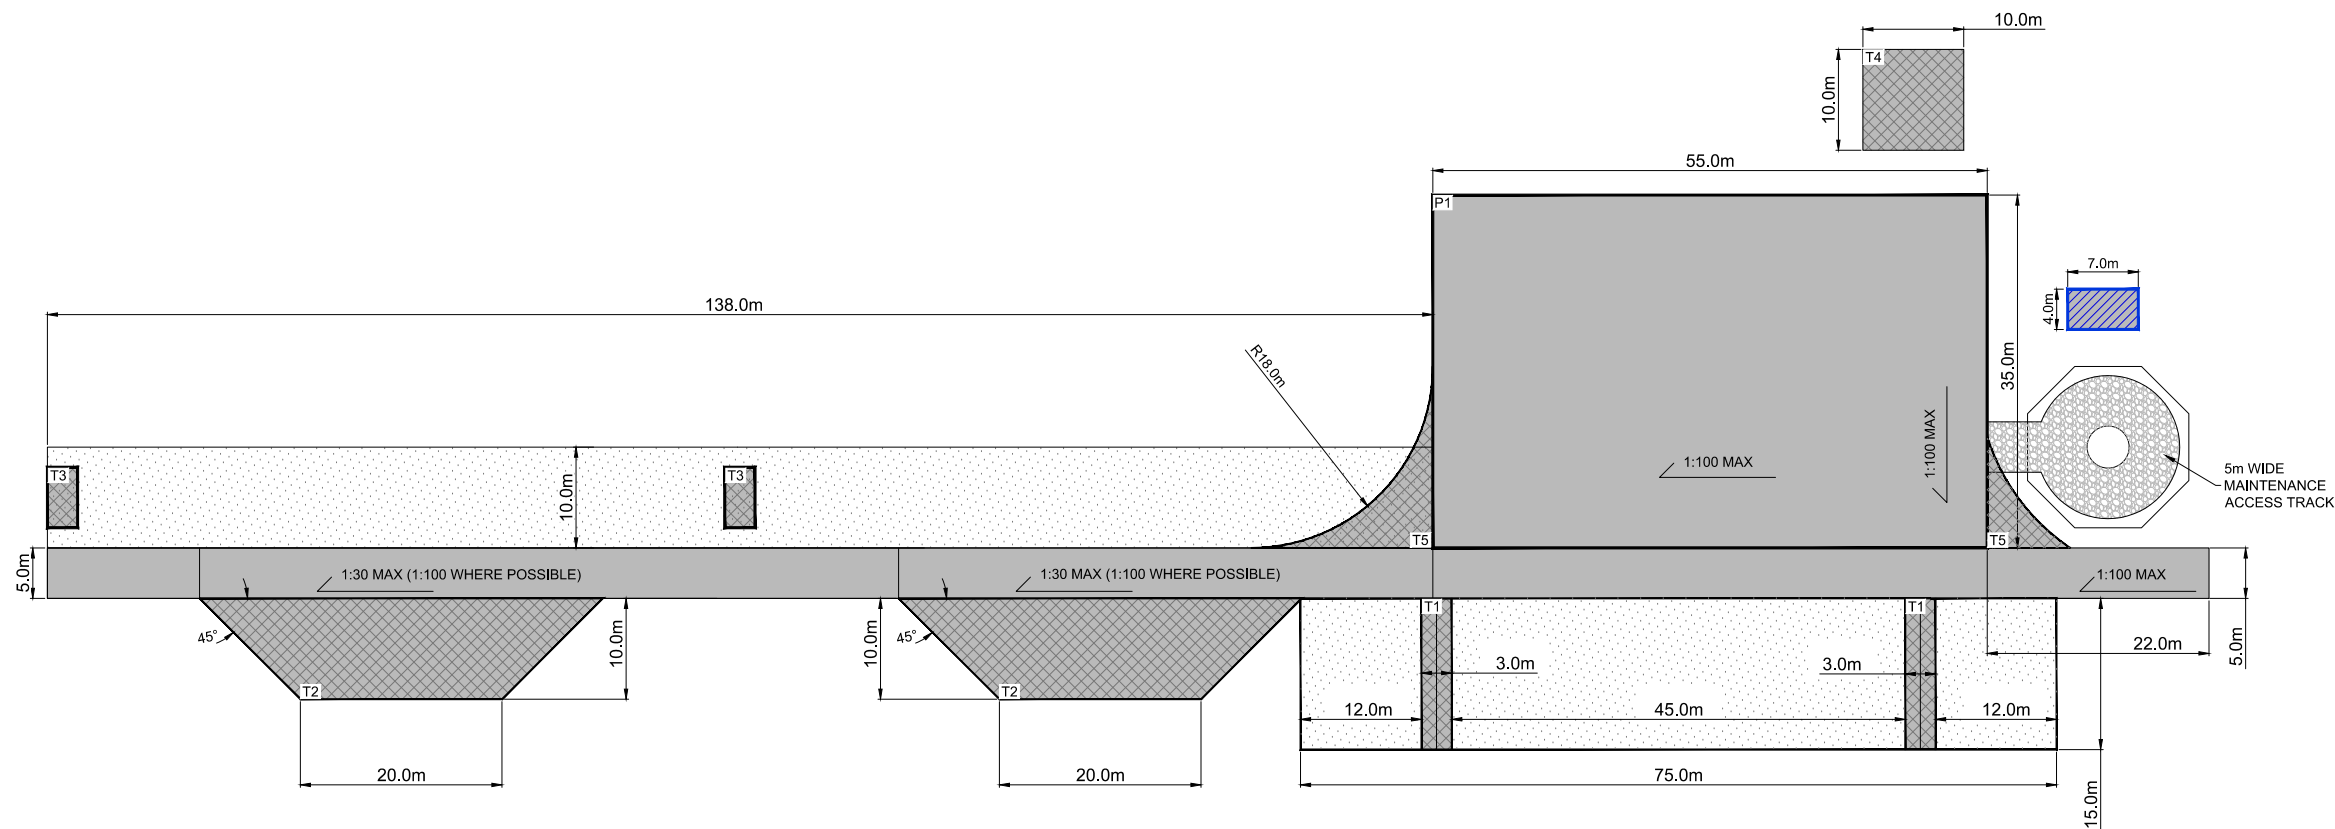 10.0m
T4
10.0m
55.0m
P1
7.0m
4.0m
138.0m
R18.0m
35.0m
1:100 MAX
1:100 MAX
5m WIDE
MAINTENANCE
ACCESS TRACK
T3
T3
10.0m
T5
T5
5.0m
1:30 MAX (1:100 WHERE POSSIBLE)
1:30 MAX (1:100 WHERE POSSIBLE)
1:100 MAX
T1
T1
45°
10.0m
45°
10.0m
22.0m
5.0m
3.0m
3.0m
T2
T2
12.0m
45.0m
12.0m
20.0m
20.0m
75.0m
15.0m